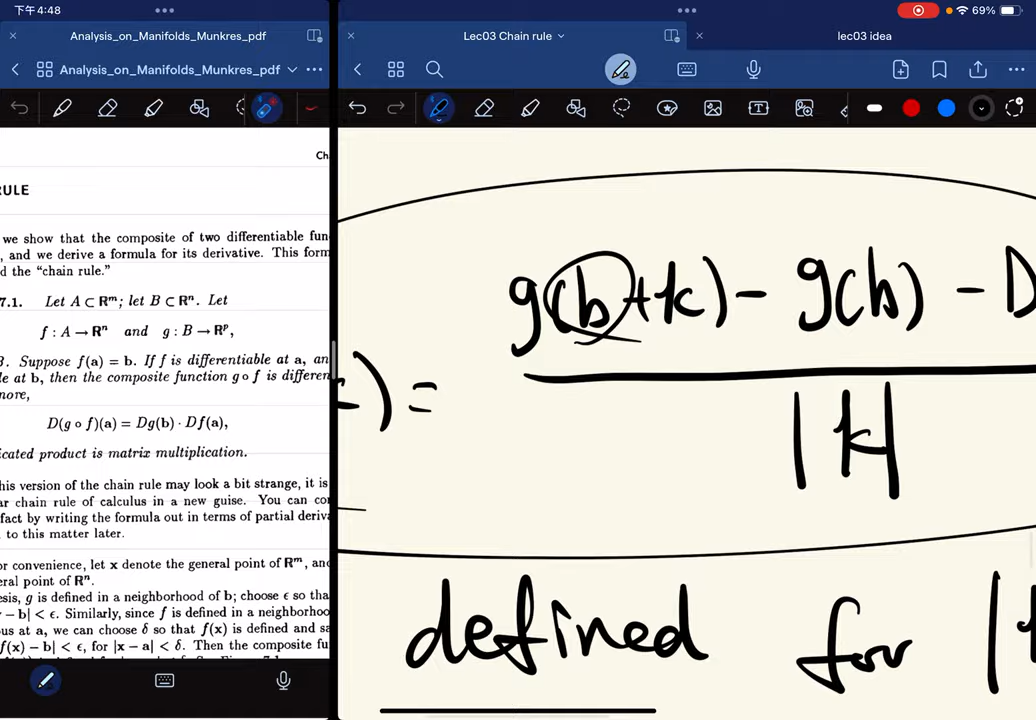 下午4:48
69%
Analysis_on_Manifolds_Munkres_pdf
Lec03 Chain rule
lec03 idea
Analysis_on_Manifolds_Munkres_pdf
Ch
RULE
we show that the composite of two differentiable fun
, and we derive a formula for its derivative. This form
d the “chain rule.”
7.1. Let A ⊂ Rᵐ; let B ⊂ Rⁿ. Let
f : A → Rⁿ and g : B → Rᵖ,
B. Suppose f(a) = b. If f is differentiable at a, an
le at b, then the composite function g ∘ f is differen
more,
D(g ∘ f)(a) = Dg(b) · Df(a),
icated product is matrix multiplication.
his version of the chain rule may look a bit strange, it is
ar chain rule of calculus in a new guise. You can co
fact by writing the formula out in terms of partial deriva
to this matter later.
or convenience, let x denote the general point of Rᵐ, an
eral point of Rⁿ.
esis, g is defined in a neighborhood of b; choose ϵ so tha
– b| < ϵ. Similarly, since f is defined in a neighborhoo
us at a, we can choose δ so that f(x) is defined and sa
f(x) – b| < ϵ, for |x – a| < δ. Then the composite fu
g(b+k) - g(b) - D
) =
|k|
defined for |